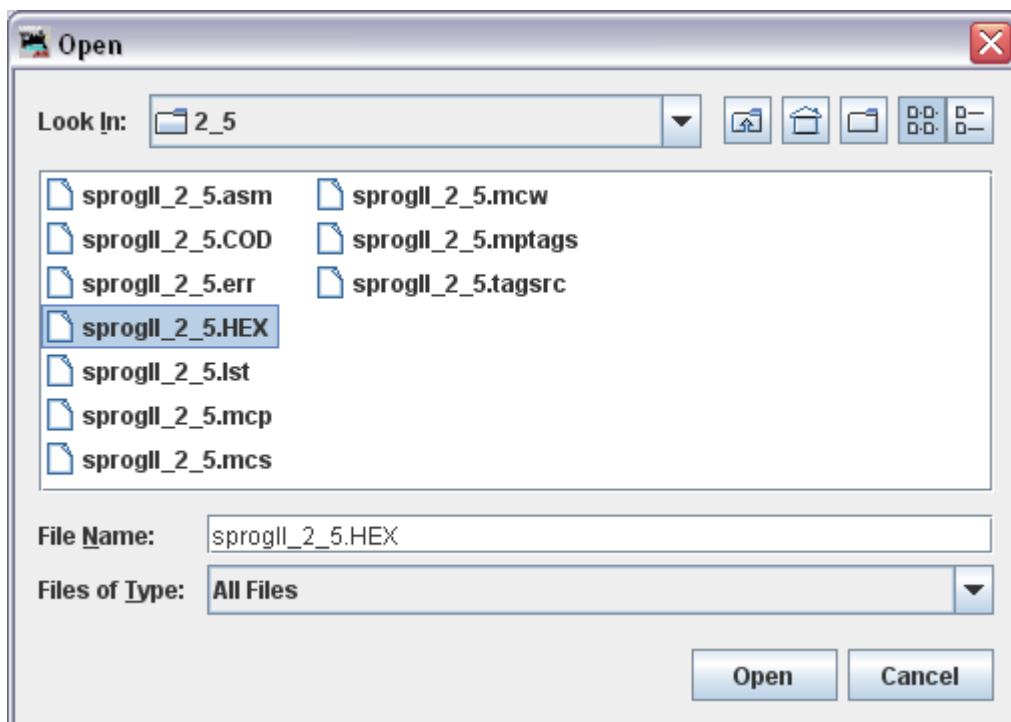 Open
Look In: 2_5
sprogII_2_5.asm
sprogII_2_5.COD
sprogII_2_5.err
sprogII_2_5.HEX
sprogII_2_5.lst
sprogII_2_5.mcp
sprogII_2_5.mcs
sprogII_2_5.mcw
sprogII_2_5.mptags
sprogII_2_5.tagsrc
File Name: sprogII_2_5.HEX
Files of Type: All Files
Open Cancel